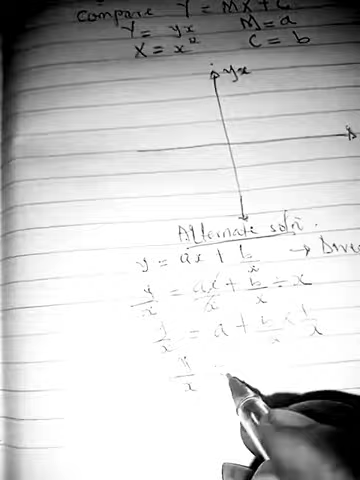 Compare Y = MX + C
Y = yx M = a
X = x² C = b
yx
Alternate soln.
y = ax + b/x →
y/x = ax/x + b/x ÷ x
y/x = a + b/x × 1/x
y/x =